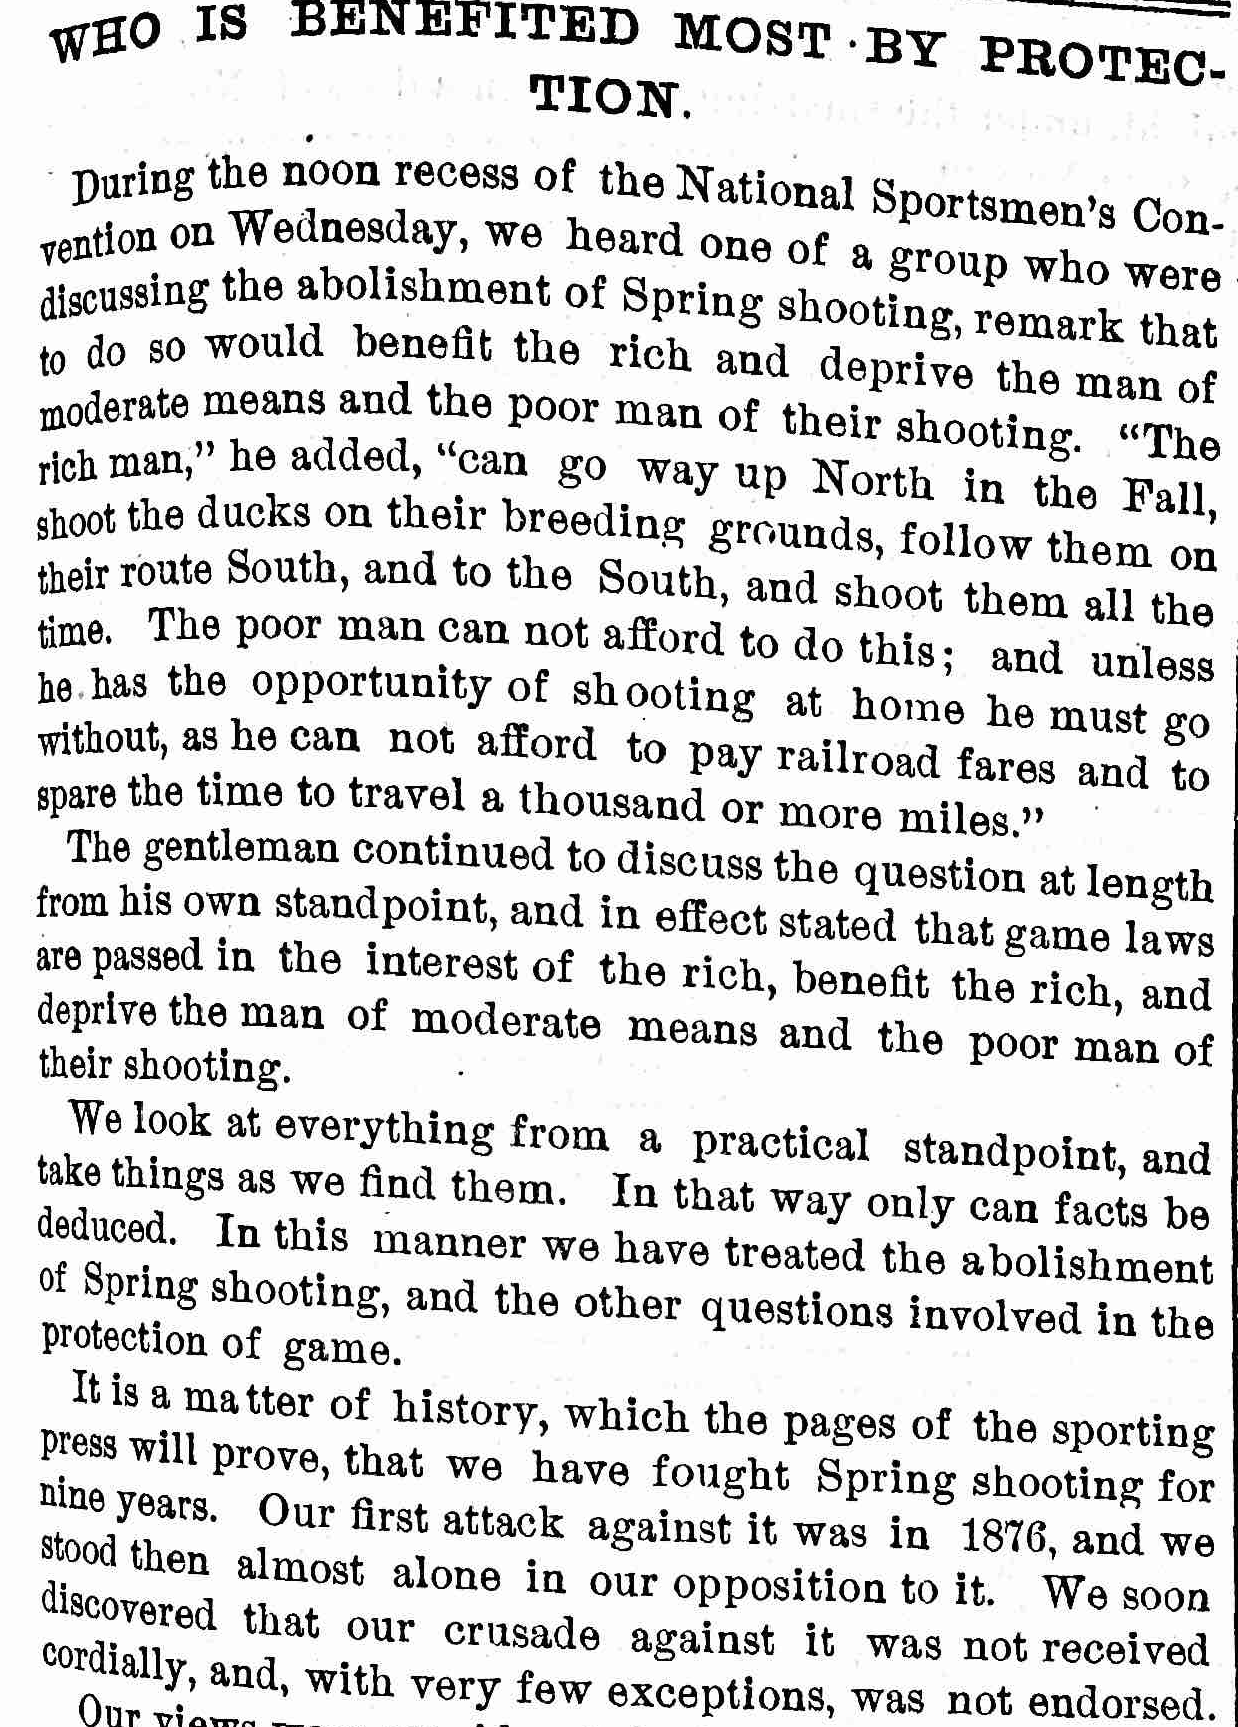 WHO IS BENEFITED MOST BY PROTEC-
TION.
During the noon recess of the National Sportsmen's Con-
vention on Wednesday, we heard one of a group who were
discussing the abolishment of Spring shooting, remark that
to do so would benefit the rich and deprive the man of
moderate means and the poor man of their shooting. “The
rich man,” he added, “can go way up North in the Fall,
shoot the ducks on their breeding grounds, follow them on
their route South, and to the South, and shoot them all the
time. The poor man can not afford to do this; and unless
he has the opportunity of shooting at home he must go
without, as he can not afford to pay railroad fares and to
spare the time to travel a thousand or more miles.”
The gentleman continued to discuss the question at length
from his own standpoint, and in effect stated that game laws
are passed in the interest of the rich, benefit the rich, and
deprive the man of moderate means and the poor man of
their shooting.
We look at everything from a practical standpoint, and
take things as we find them. In that way only can facts be
deduced. In this manner we have treated the abolishment
of Spring shooting, and the other questions involved in the
protection of game.
It is a matter of history, which the pages of the sporting
press will prove, that we have fought Spring shooting for
nine years. Our first attack against it was in 1876, and we
stood then almost alone in our opposition to it. We soon
discovered that our crusade against it was not received
cordially, and, with very few exceptions, was not endorsed.
Our views